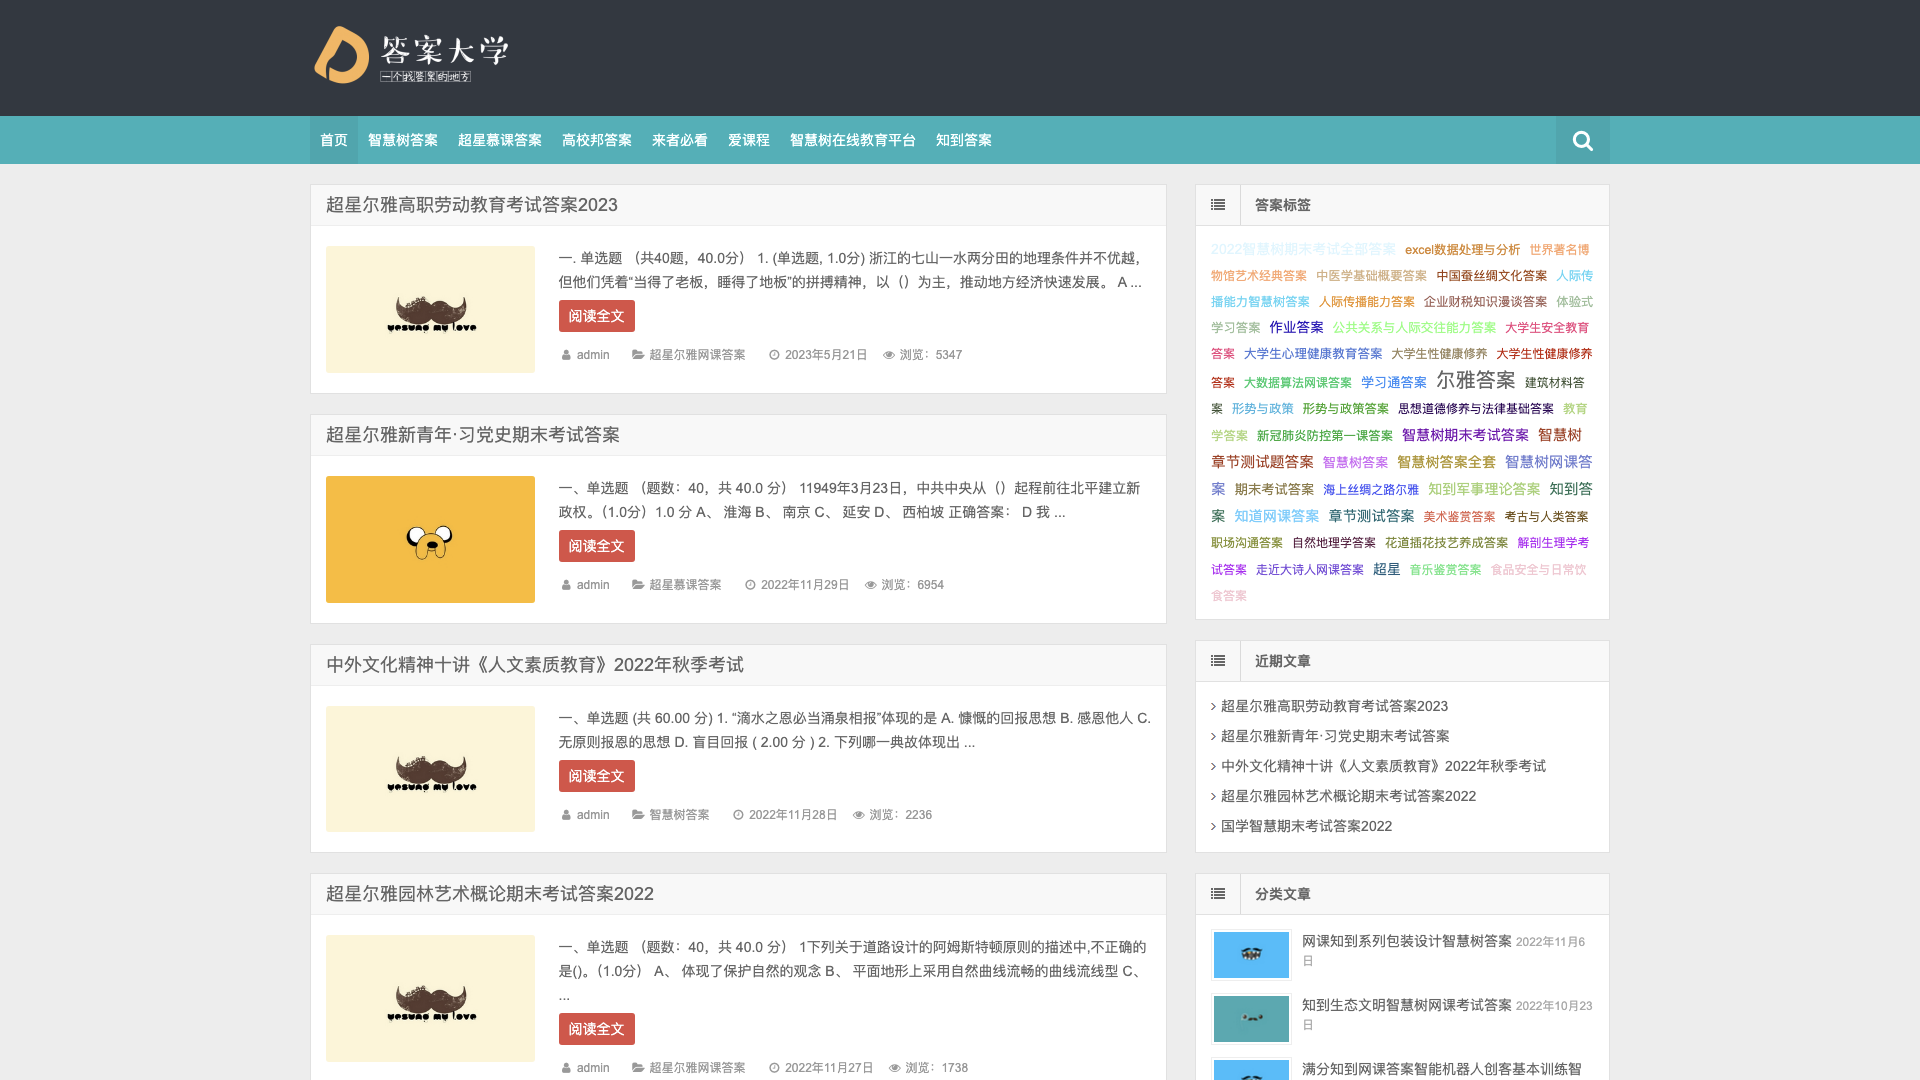 答案大学
一个找答案的地方
首页 智慧树答案 超星慕课答案 高校邦答案 来者必看 爱课程 智慧树在线教育平台 知到答案
超星尔雅高职劳动教育考试答案2023
一. 单选题 （共40题，40.0分） 1. (单选题, 1.0分) 浙江的七山一水两分田的地理条件并不优越，
但他们凭着“当得了老板，睡得了地板”的拼搏精神，以（）为主，推动地方经济快速发展。 A ...
阅读全文
admin 超星尔雅网课答案 2023年5月21日 浏览：5347
超星尔雅新青年·习党史期末考试答案
一、单选题 （题数：40，共 40.0 分） 11949年3月23日，中共中央从（）起程前往北平建立新
政权。（1.0分）1.0 分 A、 淮海 B、 南京 C、 延安 D、 西柏坡 正确答案： D 我 ...
阅读全文
admin 超星慕课答案 2022年11月29日 浏览：6954
中外文化精神十讲《人文素质教育》2022年秋季考试
一、单选题 (共 60.00 分) 1. “滴水之恩必当涌泉相报”体现的是 A. 慷慨的回报思想 B. 感恩他人 C.
无原则报恩的思想 D. 盲目回报 ( 2.00 分 ) 2. 下列哪一典故体现出 ...
阅读全文
admin 智慧树答案 2022年11月28日 浏览：2236
超星尔雅园林艺术概论期末考试答案2022
一、单选题 （题数：40，共 40.0 分） 1下列关于道路设计的阿姆斯特顿原则的描述中,不正确的
是()。（1.0分） A、 体现了保护自然的观念 B、 平面地形上采用自然曲线流畅的曲线流线型 C、
...
阅读全文
admin 超星尔雅网课答案 2022年11月27日 浏览：1738
答案标签
2022智慧树期末考试全部答案 excel数据处理与分析 世界著名博
物馆艺术经典答案 中医学基础概要答案 中国蚕丝绸文化答案 人际传
播能力智慧树答案 人际传播能力答案 企业财税知识漫谈答案 体验式
学习答案 作业答案 公共关系与人际交往能力答案 大学生安全教育
答案 大学生心理健康教育答案 大学生性健康修养 大学生性健康修养
答案 大数据算法网课答案 学习通答案 尔雅答案 建筑材料答
案 形势与政策 形势与政策答案 思想道德修养与法律基础答案 教育
学答案 新冠肺炎防控第一课答案 智慧树期末考试答案 智慧树
章节测试题答案 智慧树答案 智慧树答案全套 智慧树网课答
案 期末考试答案 海上丝绸之路尔雅 知到军事理论答案 知到答
案 知道网课答案 章节测试答案 美术鉴赏答案 考古与人类答案
职场沟通答案 自然地理学答案 花道插花技艺养成答案 解剖生理学考
试答案 走近大诗人网课答案 超星 音乐鉴赏答案 食品安全与日常饮
食答案
近期文章
超星尔雅高职劳动教育考试答案2023
超星尔雅新青年·习党史期末考试答案
中外文化精神十讲《人文素质教育》2022年秋季考试
超星尔雅园林艺术概论期末考试答案2022
国学智慧期末考试答案2022
分类文章
网课知到系列包装设计智慧树答案 2022年11月6
日
知到生态文明智慧树网课考试答案 2022年10月23
日
满分知到网课答案智能机器人创客基本训练智